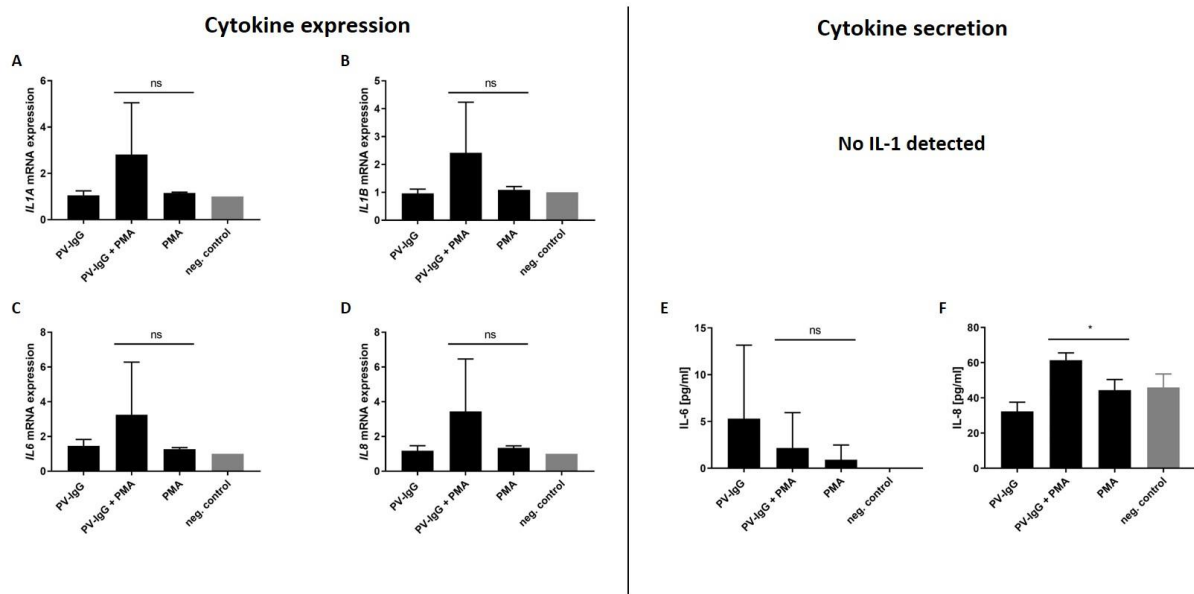 Cytokine expression
Cytokine secretion
A
IL1A mRNA expression
6
4
2
0
ns
PV-IgG
PV-IgG + PMA
PMA
neg. control
B
IL1B mRNA expression
5
4
3
2
1
0
ns
PV-IgG
PV-IgG + PMA
PMA
neg. control
No IL-1 detected
C
IL6 mRNA expression
8
6
4
2
0
ns
PV-IgG
PV-IgG + PMA
PMA
neg. control
D
IL8 mRNA expression
8
6
4
2
0
ns
PV-IgG
PV-IgG + PMA
PMA
neg. control
E
IL-6 [pg/ml]
15
10
5
0
ns
PV-IgG
PV-IgG + PMA
PMA
neg. control
F
IL-8 [pg/ml]
80
60
40
20
0
*
PV-IgG
PV-IgG + PMA
PMA
neg. control